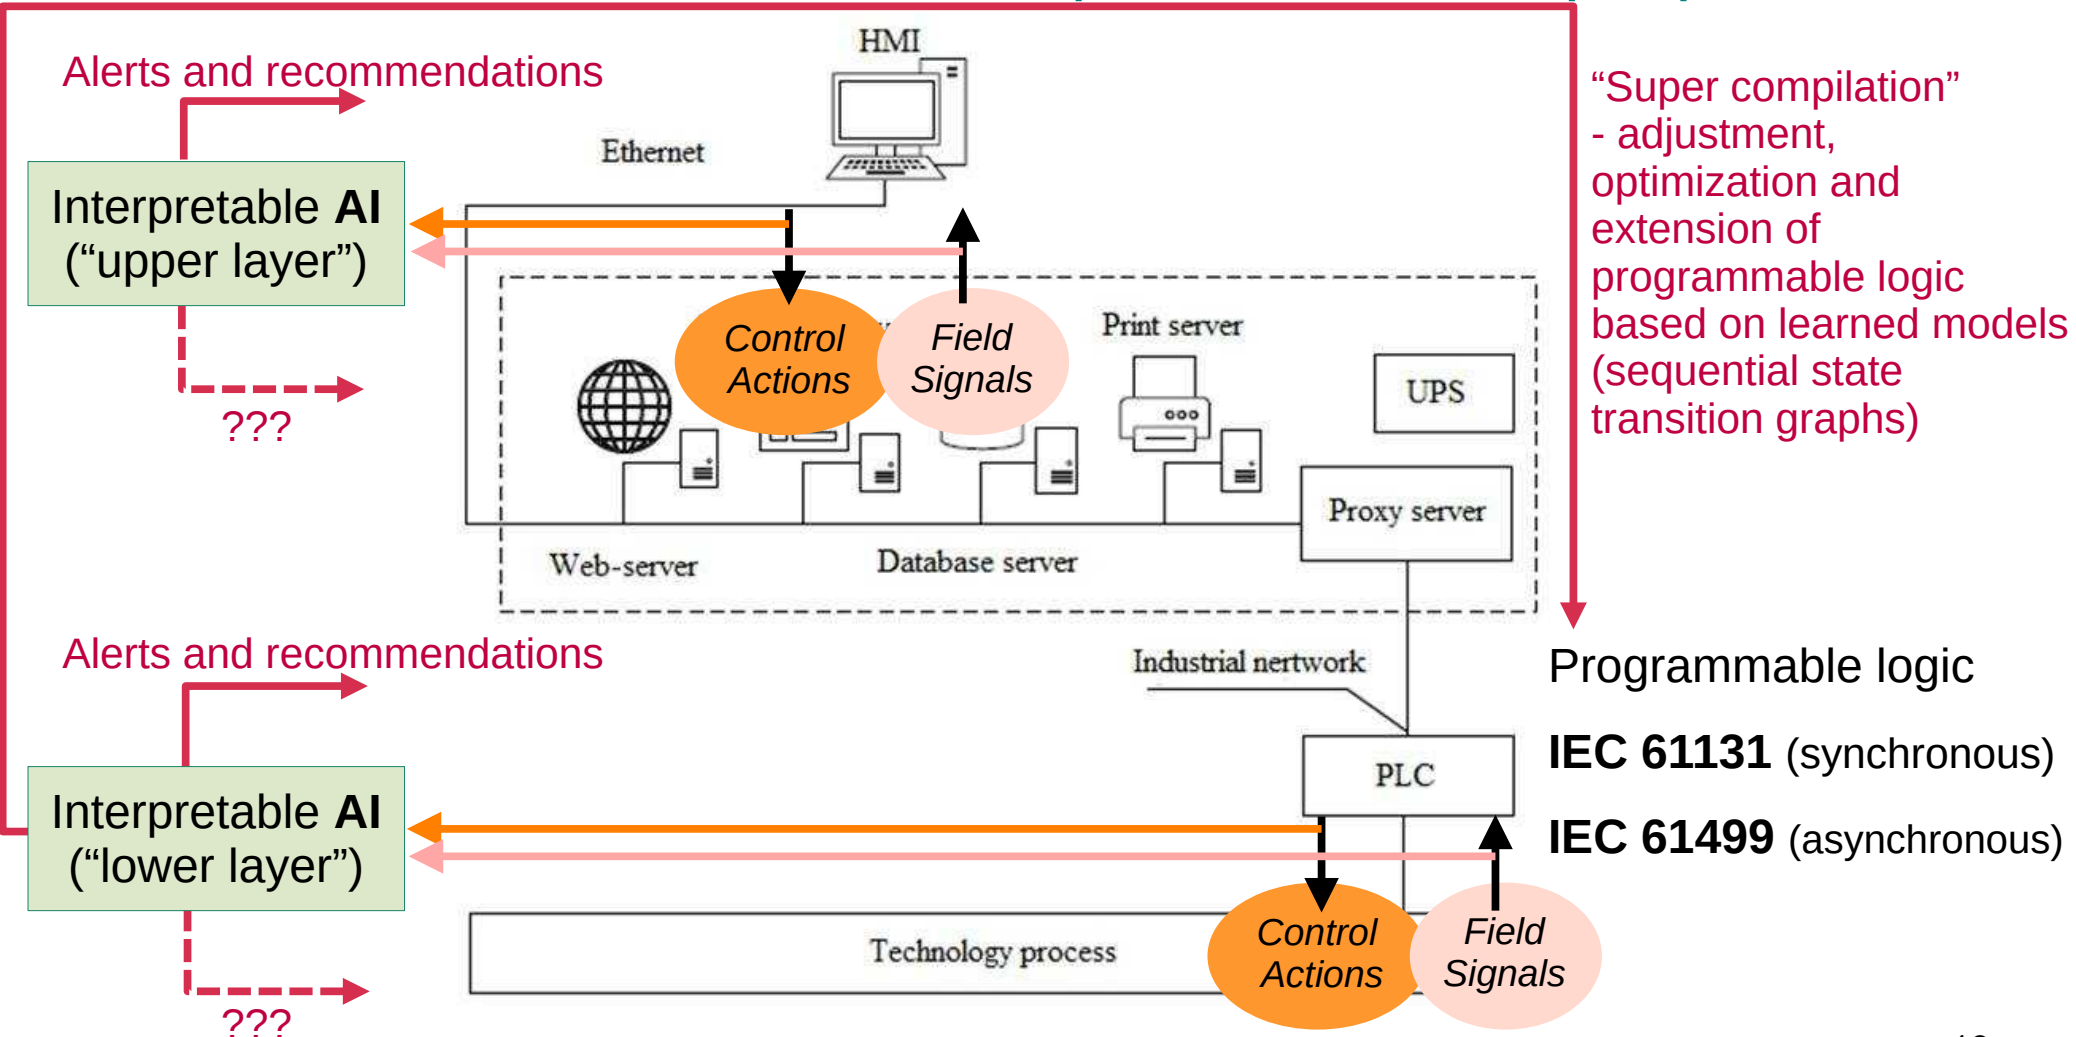 HMI
Alerts and recommendations
Ethernet
Interpretable AI
(“upper layer”)
“Super compilation”
- adjustment,
optimization and
extension of
programmable logic
based on learned models
(sequential state
transition graphs)
Control
Actions
Field
Signals
Print server
UPS
???
Proxy server
Web-server
Database server
Alerts and recommendations
Industrial nertwork
Programmable logic
IEC 61131 (synchronous)
PLC
IEC 61499 (asynchronous)
Interpretable AI
(“lower layer”)
Technology process
Control
Actions
Field
Signals
???